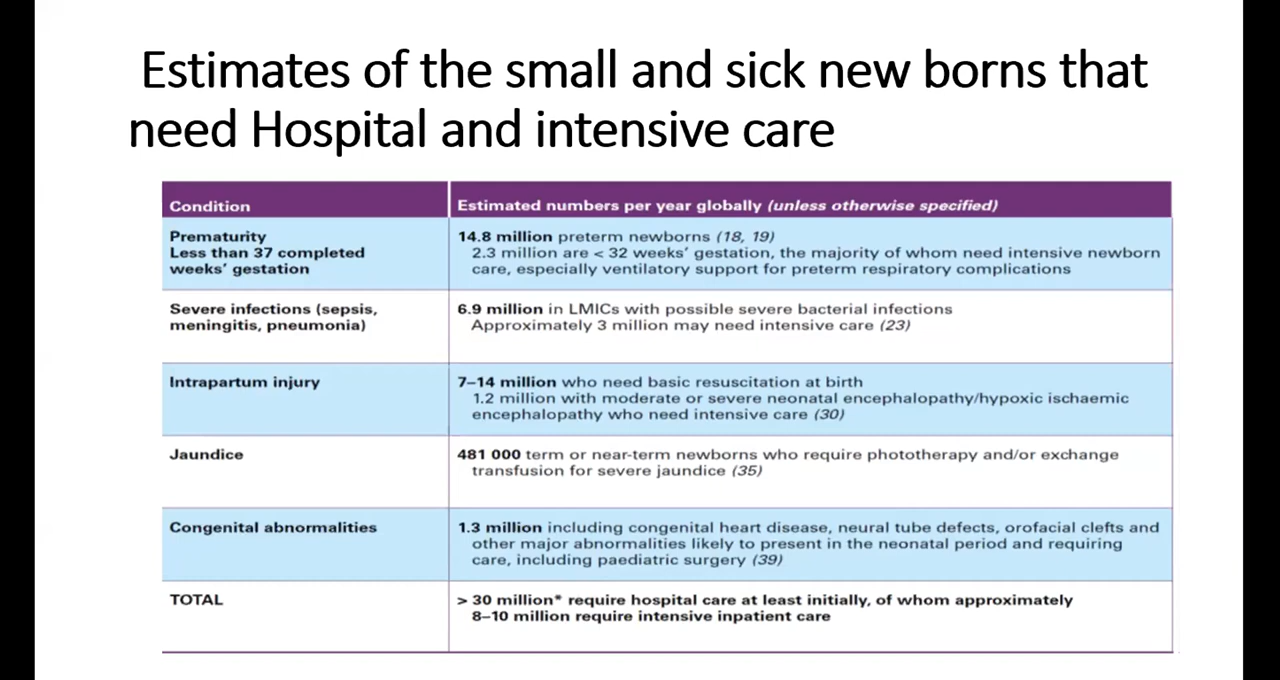 Estimates of the small and sick new borns that
need Hospital and intensive care
Condition
Estimated numbers per year globally (unless otherwise specified)
Prematurity
Less than 37 completed
weeks' gestation
14.8 million preterm newborns (18, 19)
2.3 million are < 32 weeks' gestation, the majority of whom need intensive newborn
care, especially ventilatory support for preterm respiratory complications
Severe infections (sepsis,
meningitis, pneumonia)
6.9 million in LMICs with possible severe bacterial infections
Approximately 3 million may need intensive care (23)
Intrapartum injury
7–14 million who need basic resuscitation at birth
1.2 million with moderate or severe neonatal encephalopathy/hypoxic ischaemic
encephalopathy who need intensive care (30)
Jaundice
481 000 term or near-term newborns who require phototherapy and/or exchange
transfusion for severe jaundice (35)
Congenital abnormalities
1.3 million including congenital heart disease, neural tube defects, orofacial clefts and
other major abnormalities likely to present in the neonatal period and requiring
care, including paediatric surgery (39)
TOTAL
> 30 million* require hospital care at least initially, of whom approximately
8–10 million require intensive inpatient care